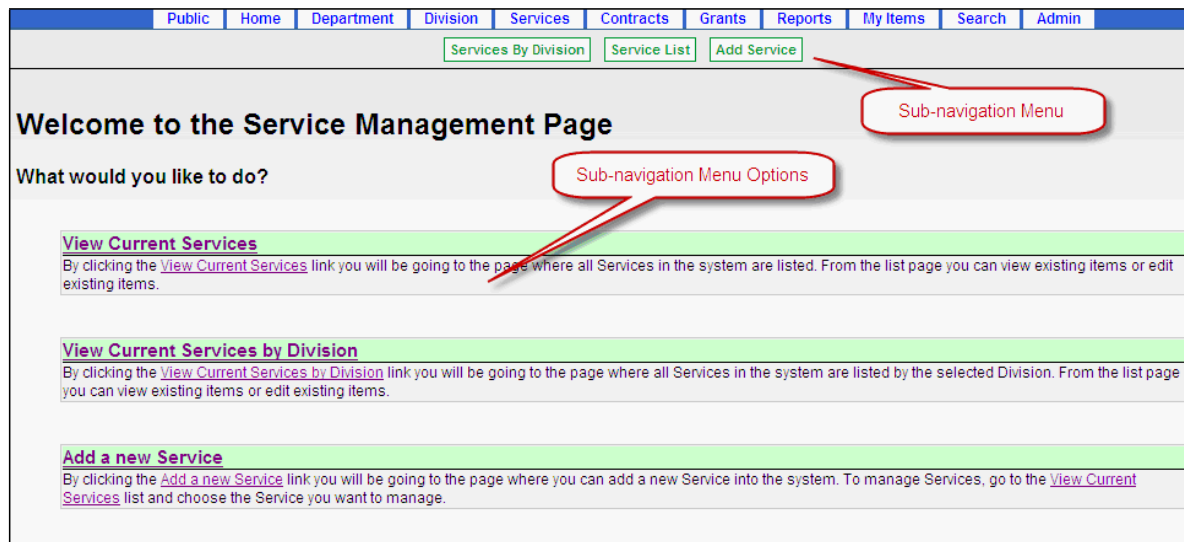 Public Home Department Division Services Contracts Grants Reports My Items Search Admin
Services By Division Service List Add Service
Sub-navigation Menu
Welcome to the Service Management Page
What would you like to do?
Sub-navigation Menu Options
View Current Services
By clicking the View Current Services link you will be going to the page where all Services in the system are listed. From the list page you can view existing items or edit
existing items.
View Current Services by Division
By clicking the View Current Services by Division link you will be going to the page where all Services in the system are listed by the selected Division. From the list page
you can view existing items or edit existing items.
Add a new Service
By clicking the Add a new Service link you will be going to the page where you can add a new Service into the system. To manage Services, go to the View Current
Services list and choose the Service you want to manage.